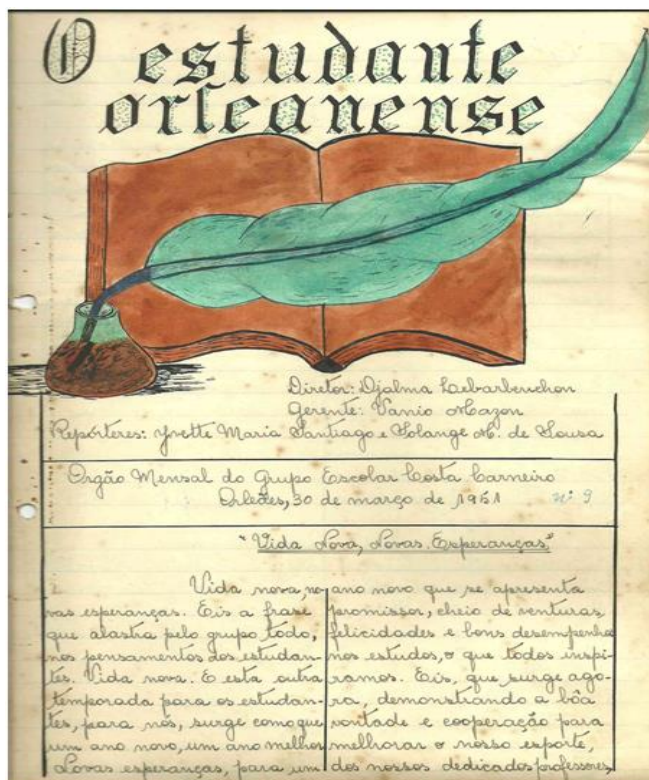 O estudante
orleanense
Diretor: Djalma Lebarbenchon
Gerente: Vanio Mazon
Repórteres: Yvette Maria Santiago e Solange M. de Sousa
Orgão Mensal do Grupo Escolar Costa Carneiro
Orleães, 30 de março de 1951 nº 9
"Vida Nova, Novas Esperanças"
Vida nova, no-
vas esperanças. Eis a frase
que alastra pelo grupo todo,
nos pensamentos dos estudan-
tes. Vida nova. E esta outra
temporada para os estudan-
tes, para nós, surge como que
um ano novo, um ano melhor
Novas esperanças, para um
ano novo que se apresenta
promissor, cheio de venturas
felicidades e bons desempenhos
nos estudos, o que todos inspi-
ramos. Eis, que surge ago-
ra, demonstrando a bôa
vontade e cooperação para
melhorar o nosso esporte,
dos nossos dedicados professores,